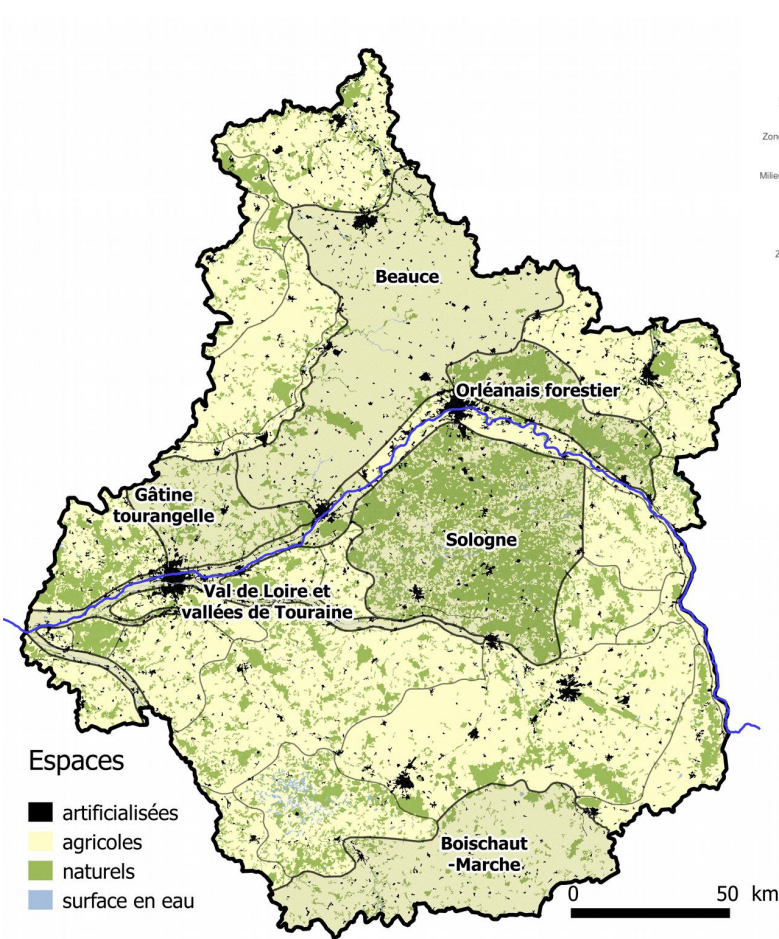 Beauce
Orléanais forestier
Gâtine
tourangelle
Sologne
Val de Loire et
vallées de Touraine
Boischaut
-Marche
Espaces
artificialisées
agricoles
naturels
surface en eau
0 50 km